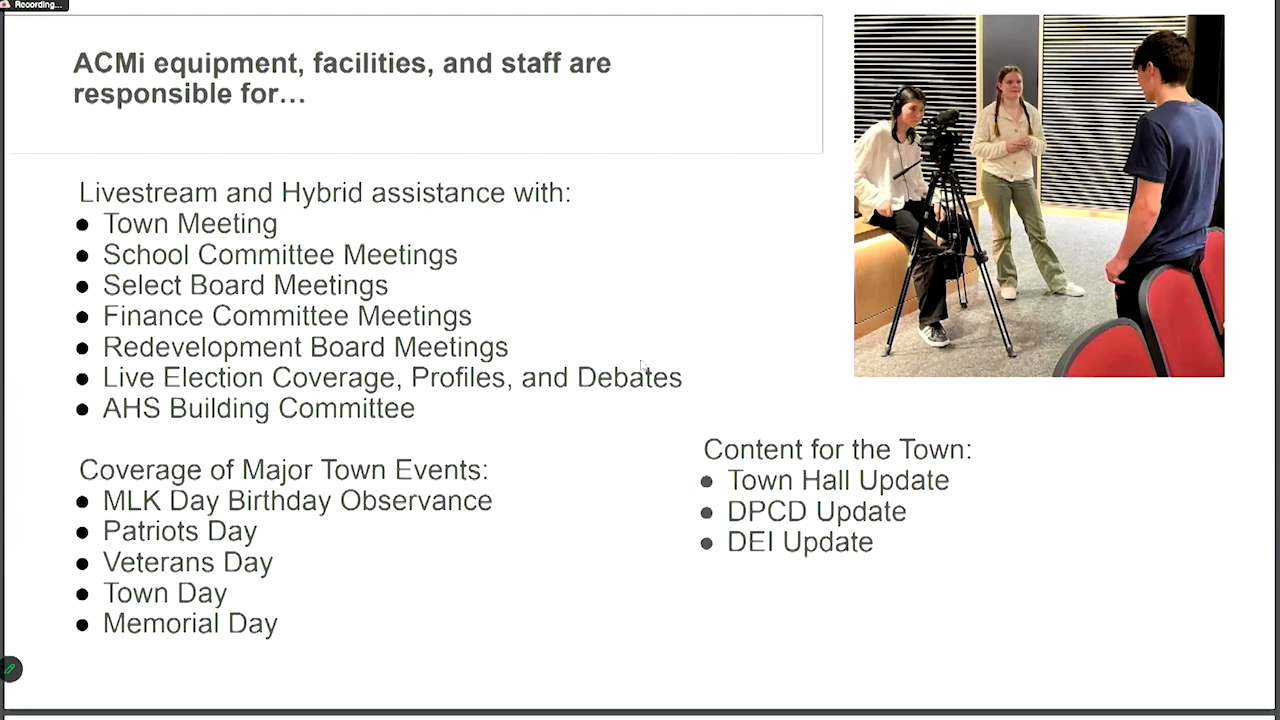 Recording...
ACMi equipment, facilities, and staff are
responsible for…
Livestream and Hybrid assistance with:
● Town Meeting
● School Committee Meetings
● Select Board Meetings
● Finance Committee Meetings
● Redevelopment Board Meetings
● Live Election Coverage, Profiles, and Debates
● AHS Building Committee
Coverage of Major Town Events:
● MLK Day Birthday Observance
● Patriots Day
● Veterans Day
● Town Day
● Memorial Day
Content for the Town:
● Town Hall Update
● DPCD Update
● DEI Update